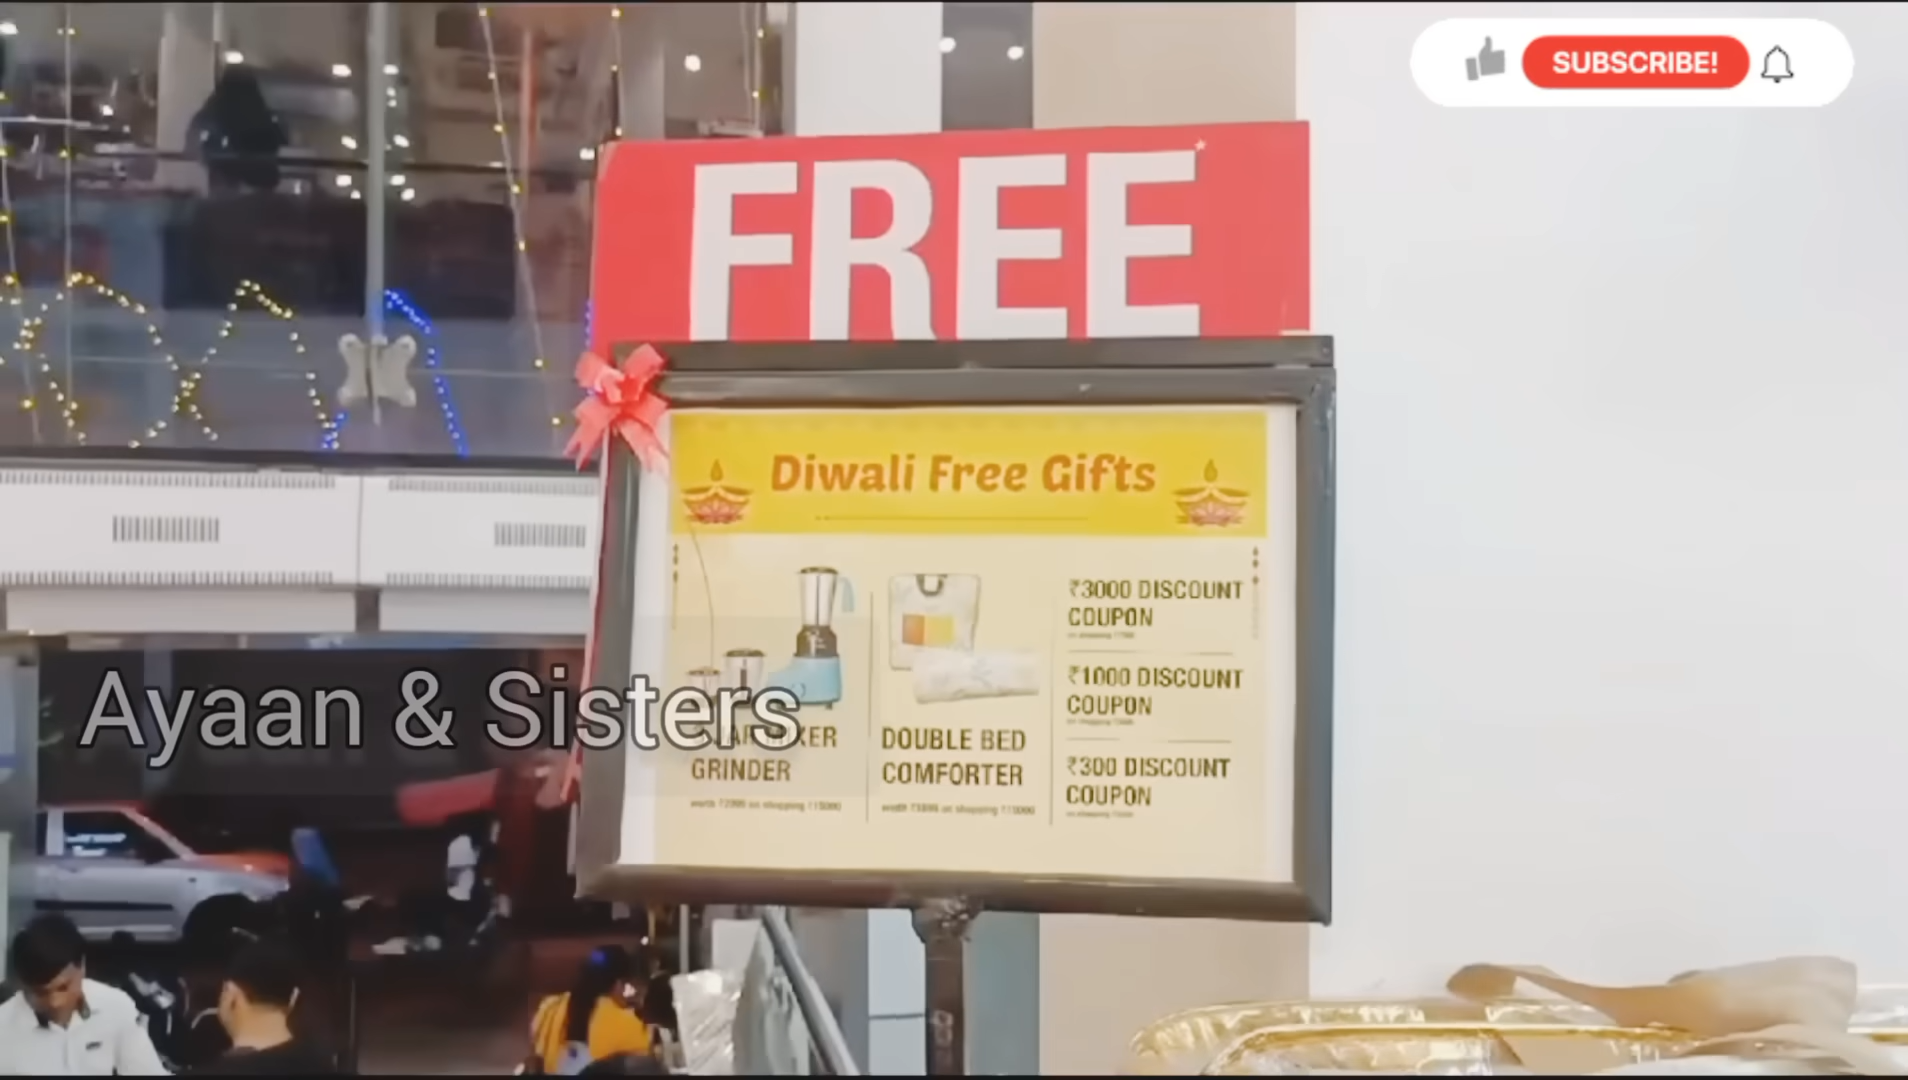 SUBSCRIBE!
FREE*
Diwali Free Gifts
MIXER
GRINDER
DOUBLE BED
COMFORTER
₹3000 DISCOUNT
COUPON
₹1000 DISCOUNT
COUPON
₹300 DISCOUNT
COUPON
Ayaan & Sisters